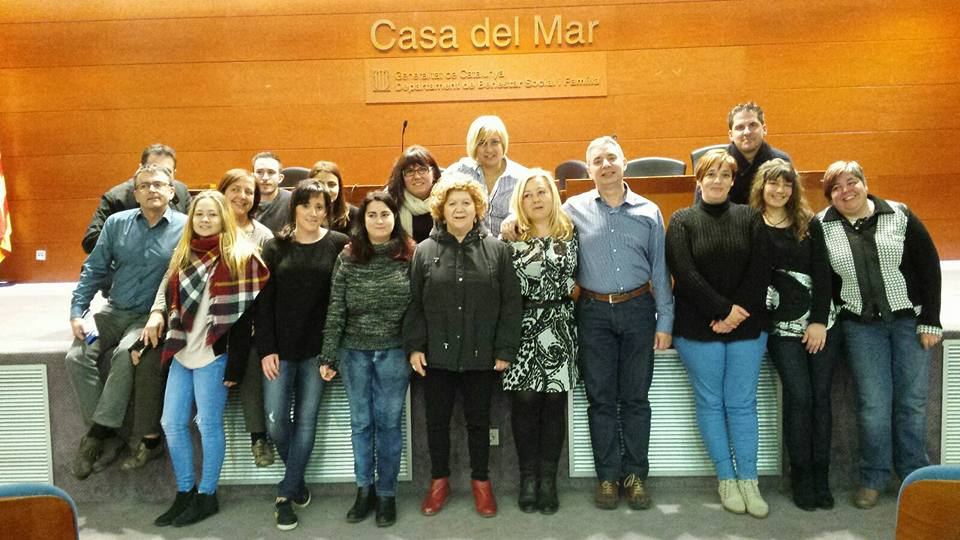 Casa del Mar
Generalitat de Catalunya
Departament de Benestar Social i Família